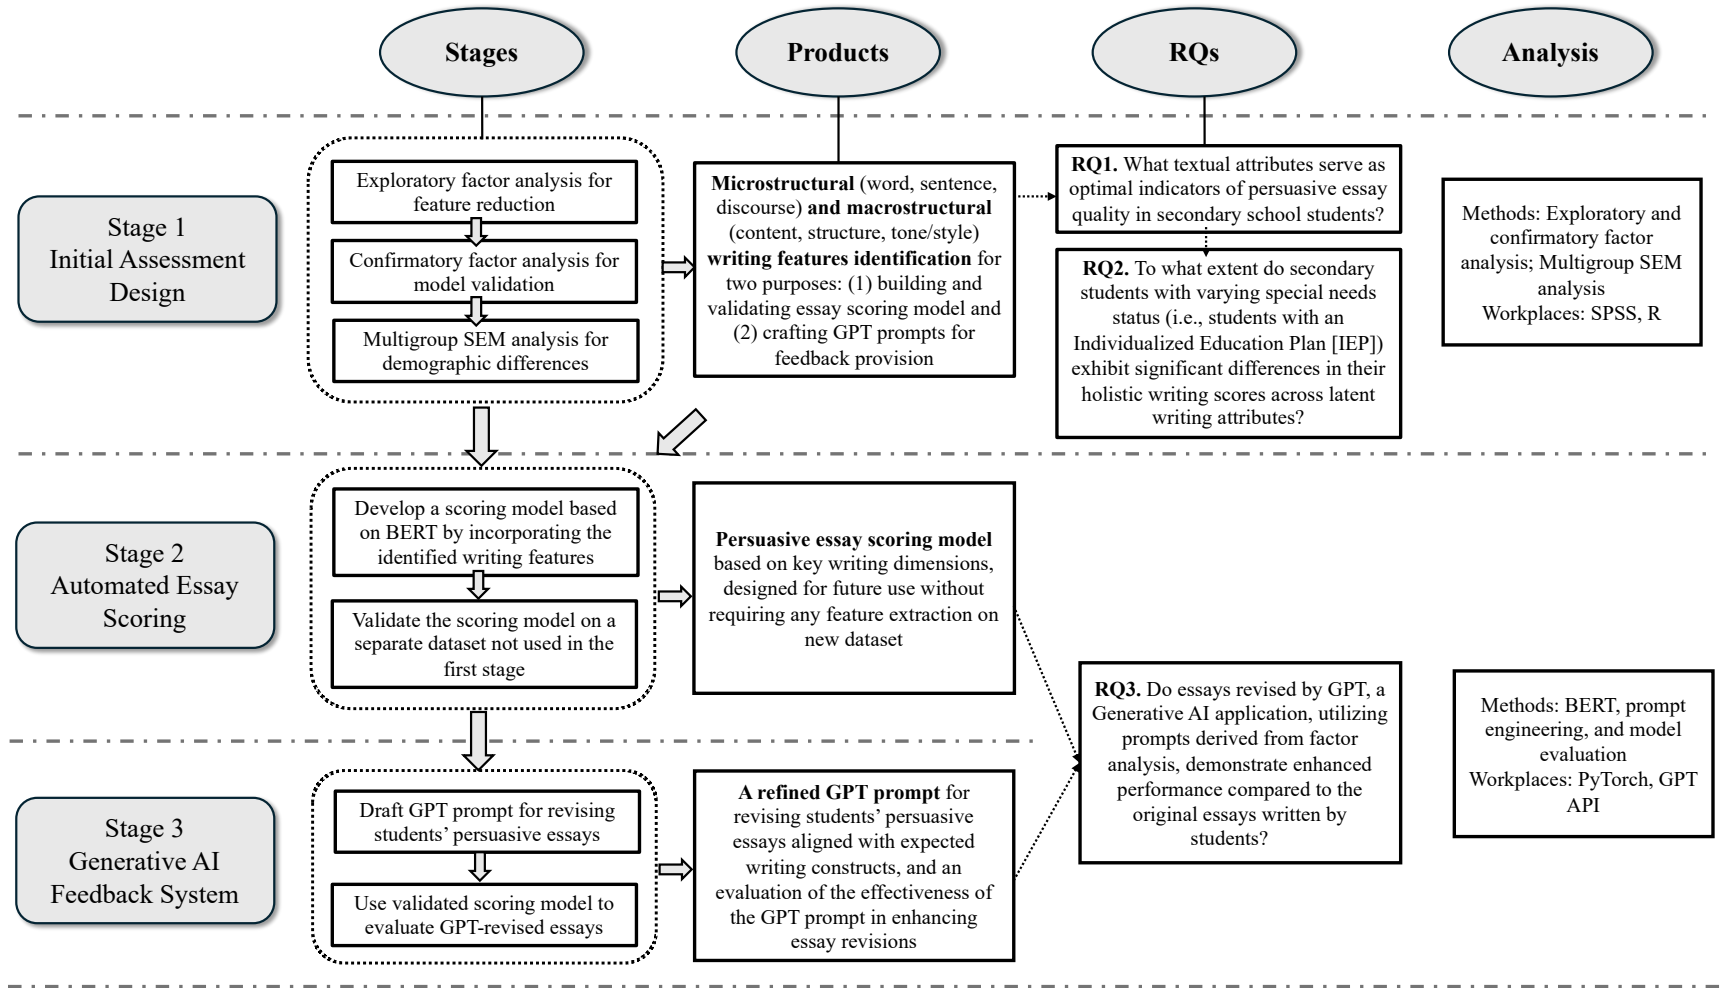 Stages
Products
RQs
Analysis
Stage 1
Initial Assessment
Design
Exploratory factor analysis for
feature reduction
Confirmatory factor analysis for
model validation
Multigroup SEM analysis for
demographic differences
Microstructural (word, sentence,
discourse) and macrostructural
(content, structure, tone/style)
writing features identification for
two purposes: (1) building and
validating essay scoring model and
(2) crafting GPT prompts for
feedback provision
RQ1. What textual attributes serve as
optimal indicators of persuasive essay
quality in secondary school students?
RQ2. To what extent do secondary
students with varying special needs
status (i.e., students with an
Individualized Education Plan [IEP])
exhibit significant differences in their
holistic writing scores across latent
writing attributes?
Methods: Exploratory and
confirmatory factor
analysis; Multigroup SEM
analysis
Workplaces: SPSS, R
Stage 2
Automated Essay
Scoring
Develop a scoring model based
on BERT by incorporating the
identified writing features
Validate the scoring model on a
separate dataset not used in the
first stage
Persuasive essay scoring model
based on key writing dimensions,
designed for future use without
requiring any feature extraction on
new dataset
RQ3. Do essays revised by GPT, a
Generative AI application, utilizing
prompts derived from factor
analysis, demonstrate enhanced
performance compared to the
original essays written by
students?
Methods: BERT, prompt
engineering, and model
evaluation
Workplaces: PyTorch, GPT
API
Stage 3
Generative AI
Feedback System
Draft GPT prompt for revising
students' persuasive essays
Use validated scoring model to
evaluate GPT-revised essays
A refined GPT prompt for
revising students' persuasive
essays aligned with expected
writing constructs, and an
evaluation of the effectiveness of
the GPT prompt in enhancing
essay revisions